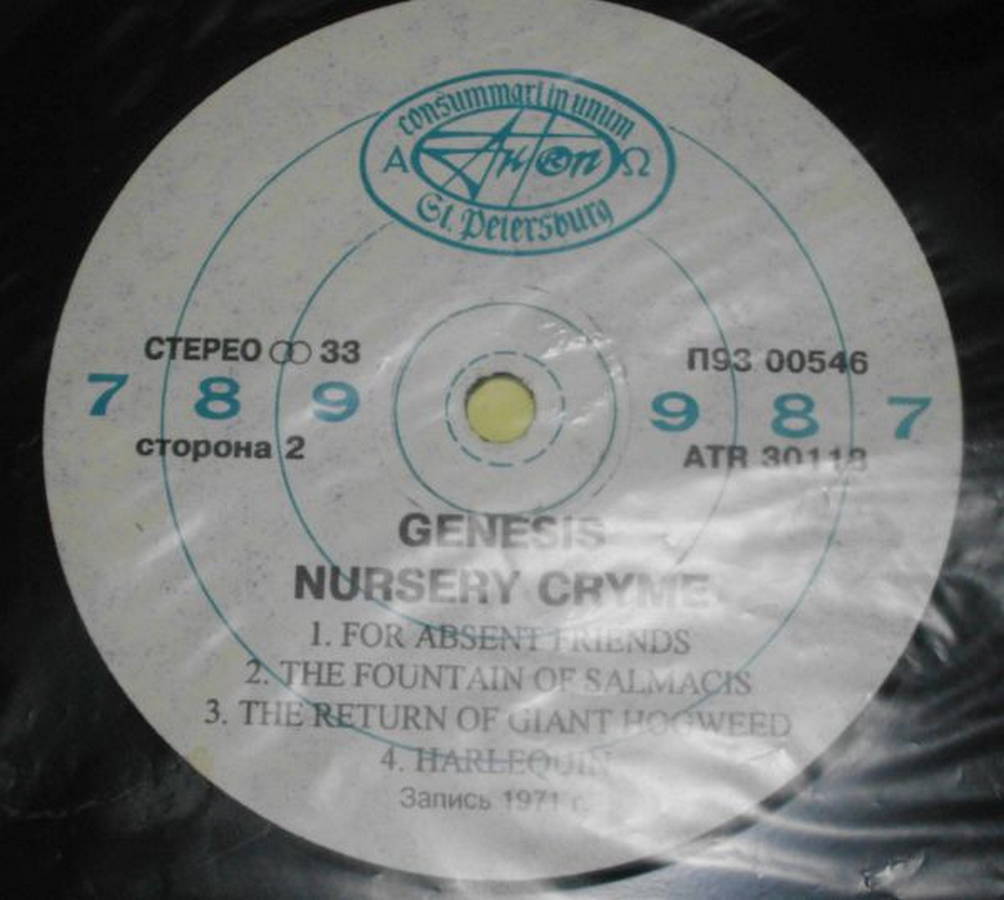 consummari in unum
Α Антон Ω
St. Petersburg
СТЕРЕО 33
П93 00546
7 8 9
9 8 7
сторона 2
ATR 30118
GENESIS
NURSERY CRYME
1. FOR ABSENT FRIENDS
2. THE FOUNTAIN OF SALMACIS
3. THE RETURN OF GIANT HOGWEED
4. HARLEQUIN
Запись 1971 г.